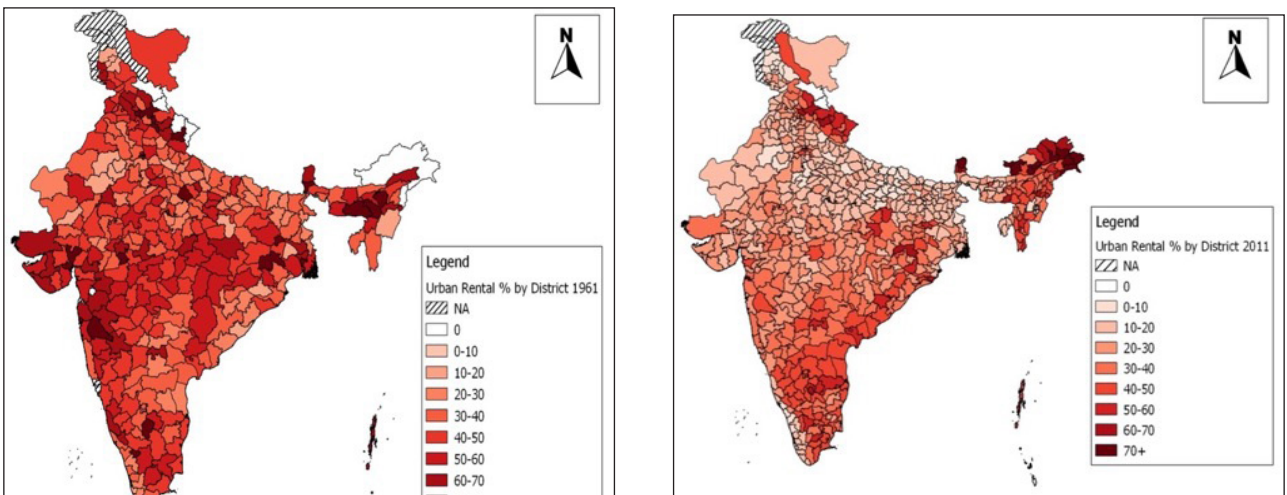 N
Legend
Urban Rental % by District 1961
NA
0
0-10
10-20
20-30
30-40
40-50
50-60
60-70
N
Legend
Urban Rental % by District 2011
NA
0
0-10
10-20
20-30
30-40
40-50
50-60
60-70
70+